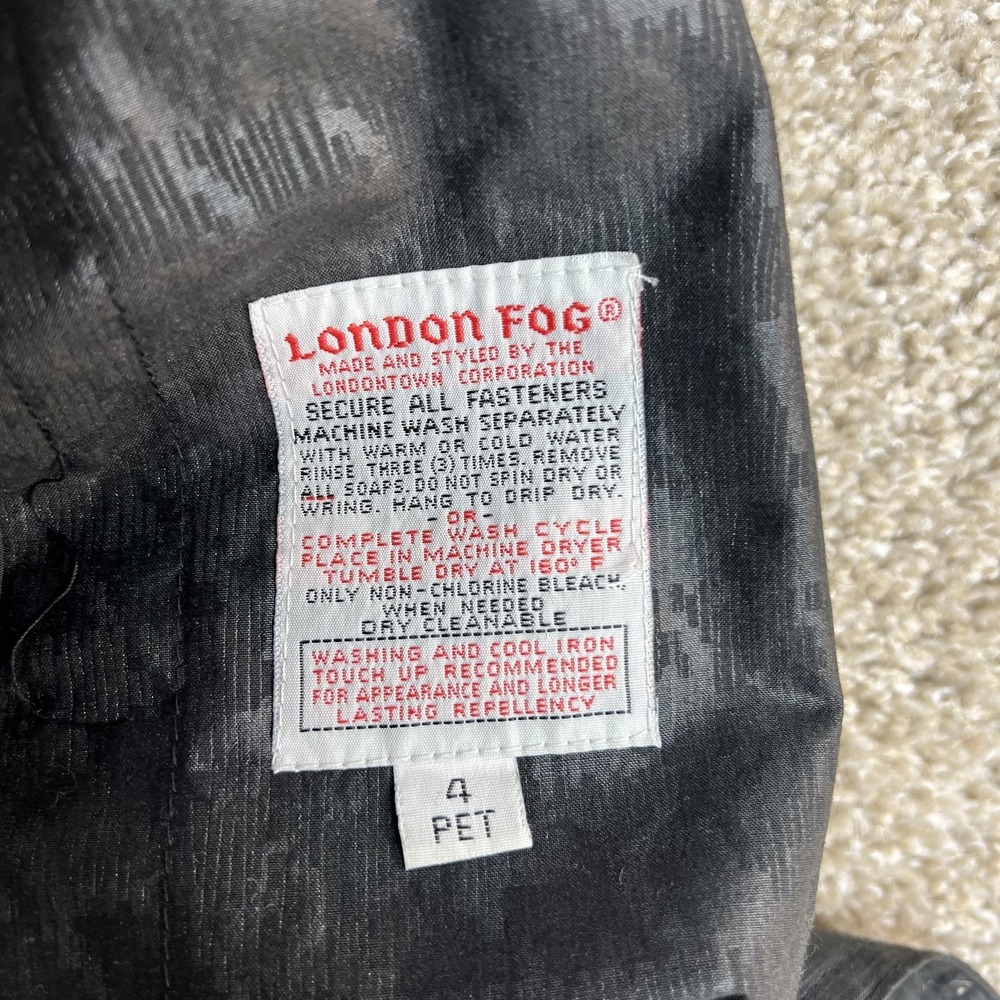 LONDON FOG®
MADE AND STYLED BY THE
LONDONTOWN CORPORATION
SECURE ALL FASTENERS
MACHINE WASH SEPARATELY
WITH WARM OR COLD WATER
RINSE THREE (3) TIMES. REMOVE
ALL SOAPS. DO NOT SPIN DRY OR
WRING. HANG TO DRIP DRY.
-OR-
COMPLETE WASH CYCLE
PLACE IN MACHINE DRYER
TUMBLE DRY AT 160° F
ONLY NON-CHLORINE BLEACH,
WHEN NEEDED
DRY CLEANABLE
WASHING AND COOL IRON
TOUCH UP RECOMMENDED
FOR APPEARANCE AND LONGER
LASTING REPELLENCY
4
PET